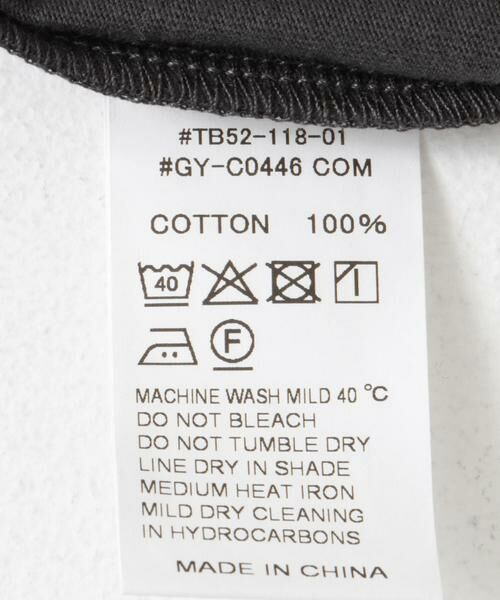 #TB52-118-01
#GY-C0446 COM
COTTON 100%
40
F
MACHINE WASH MILD 40 °C
DO NOT BLEACH
DO NOT TUMBLE DRY
LINE DRY IN SHADE
MEDIUM HEAT IRON
MILD DRY CLEANING
IN HYDROCARBONS
MADE IN CHINA